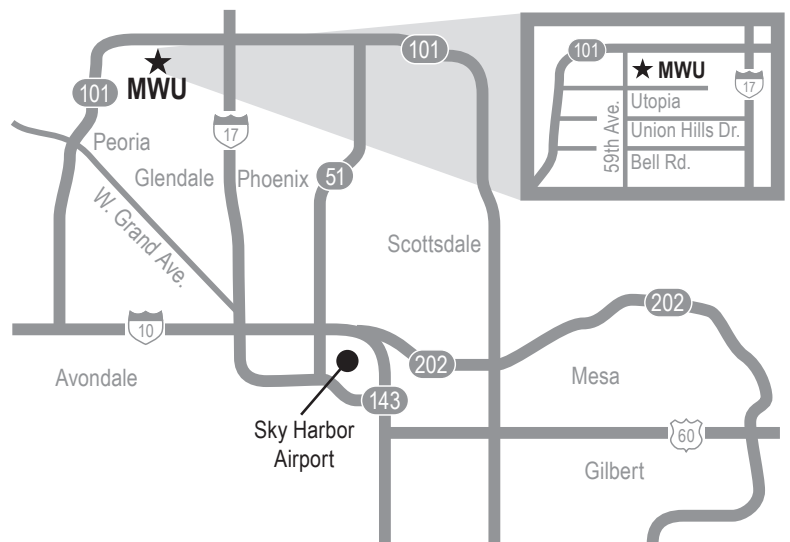 101
101
MWU
101
MWU
17
Utopia
59th Ave.
Union Hills Dr.
Bell Rd.
101
17
Peoria
Glendale
Phoenix
51
W. Grand Ave.
Scottsdale
10
202
202
Avondale
Mesa
143
Sky Harbor
Airport
60
Gilbert